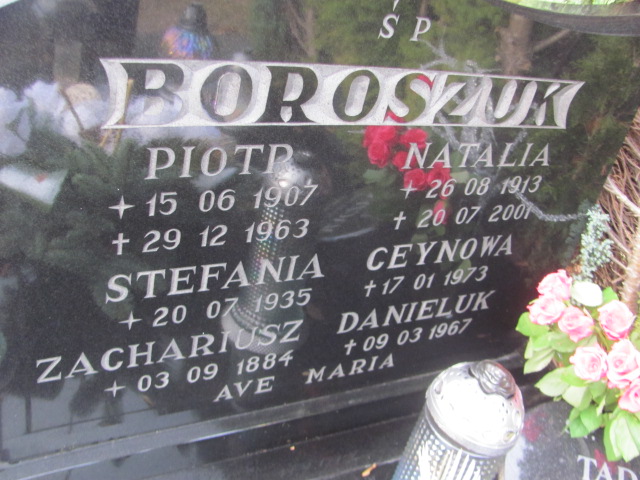 ŚP
BOROSZUK
PIOTR NATALIA
+ 15 06 1907 + 26 08 1913
† 29 12 1963 † 20 07 2001
STEFANIA CEYNOWA
+ 20 07 1935 † 17 01 1973
ZACHARIUSZ DANIELUK
+ 03 09 1884 † 09 03 1967
AVE MARIA